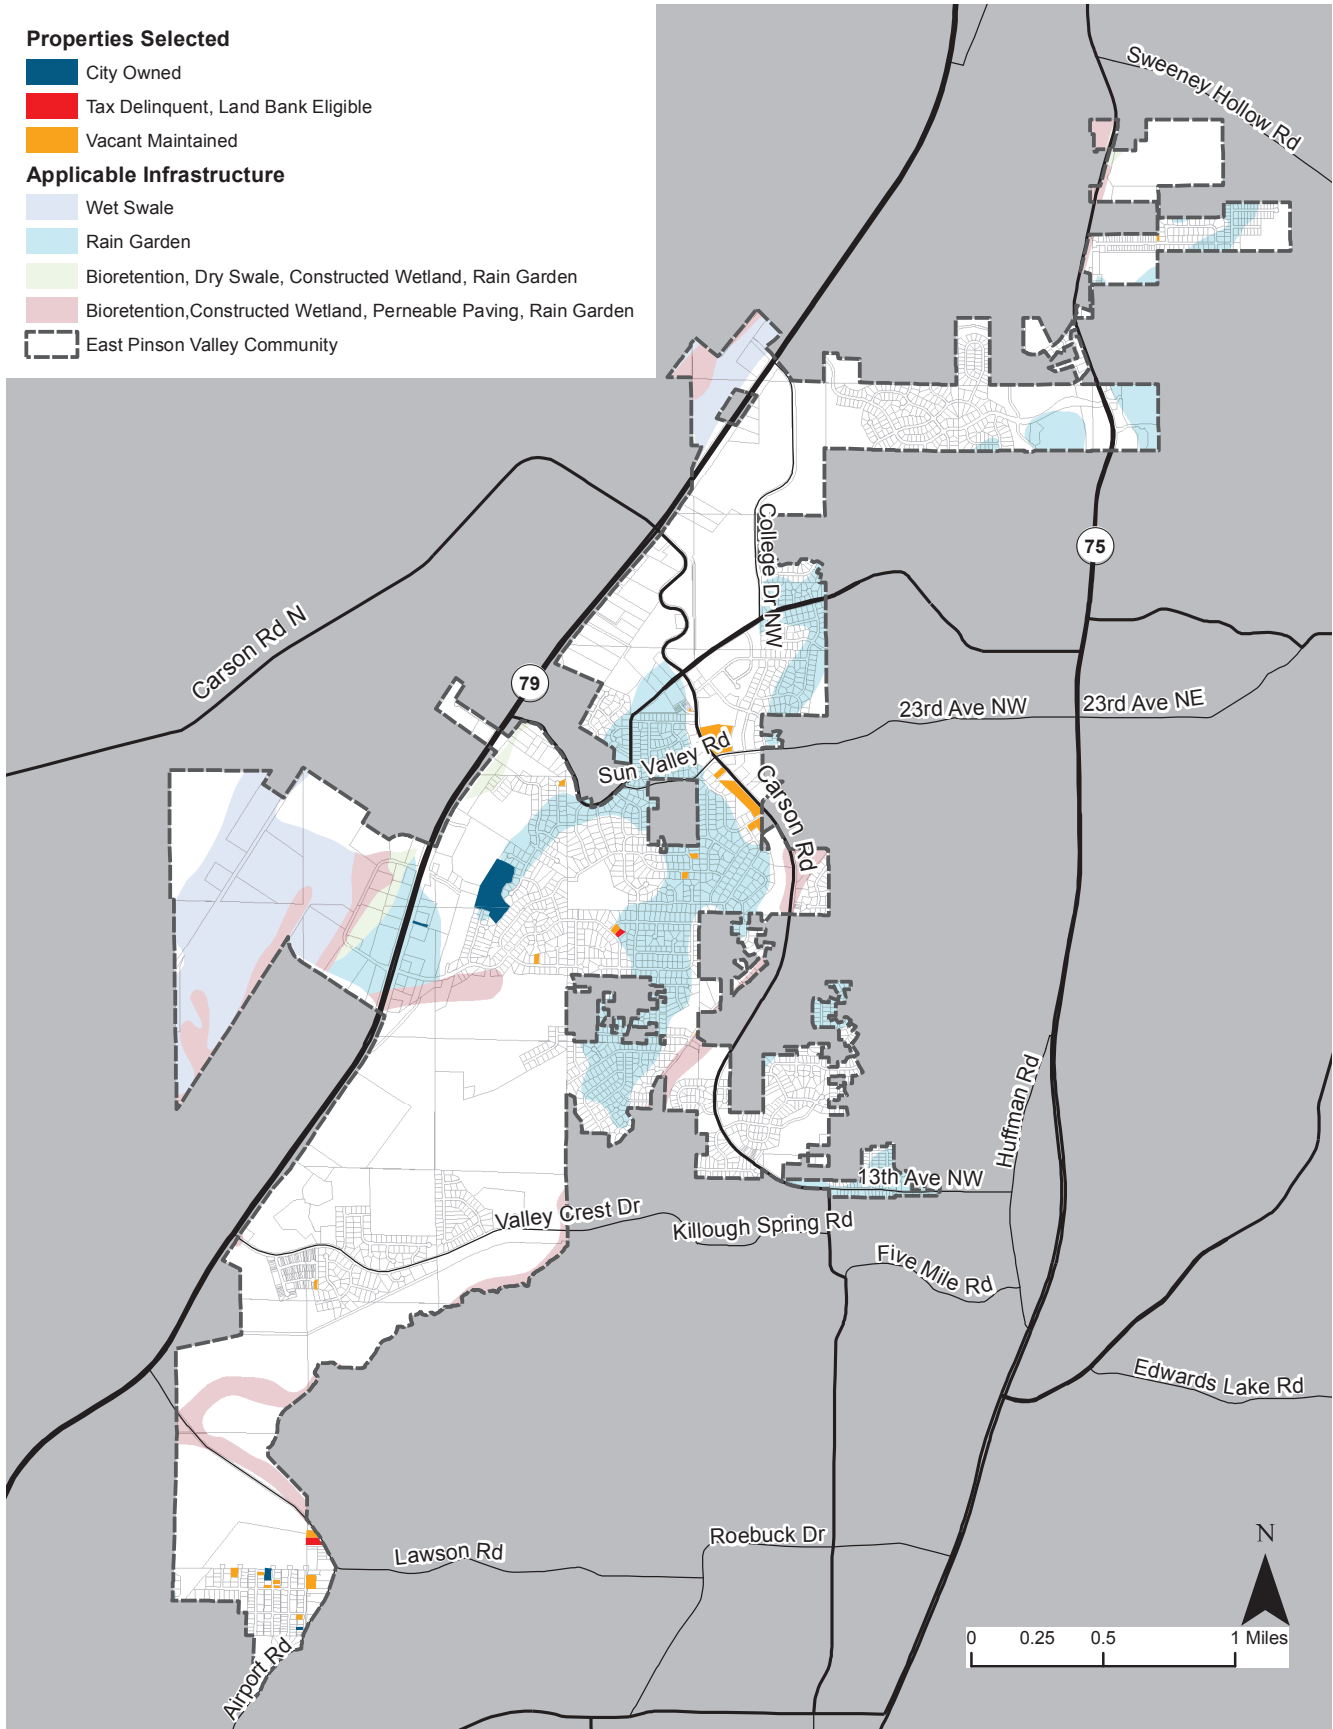 Properties Selected
City Owned
Tax Delinquent, Land Bank Eligible
Vacant Maintained
Applicable Infrastructure
Wet Swale
Rain Garden
Bioretention, Dry Swale, Constructed Wetland, Rain Garden
Bioretention,Constructed Wetland, Perneable Paving, Rain Garden
East Pinson Valley Community
Sweeney Hollow Rd
College Dr NW
75
Carson Rd N
79
23rd Ave NW
23rd Ave NE
Sun Valley Rd
Carson Rd
Huffman Rd
13th Ave NW
Valley Crest Dr
Killough Spring Rd
Five Mile Rd
Edwards Lake Rd
Roebuck Dr
Lawson Rd
Airport Rd
N
0 0.25 0.5 1 Miles